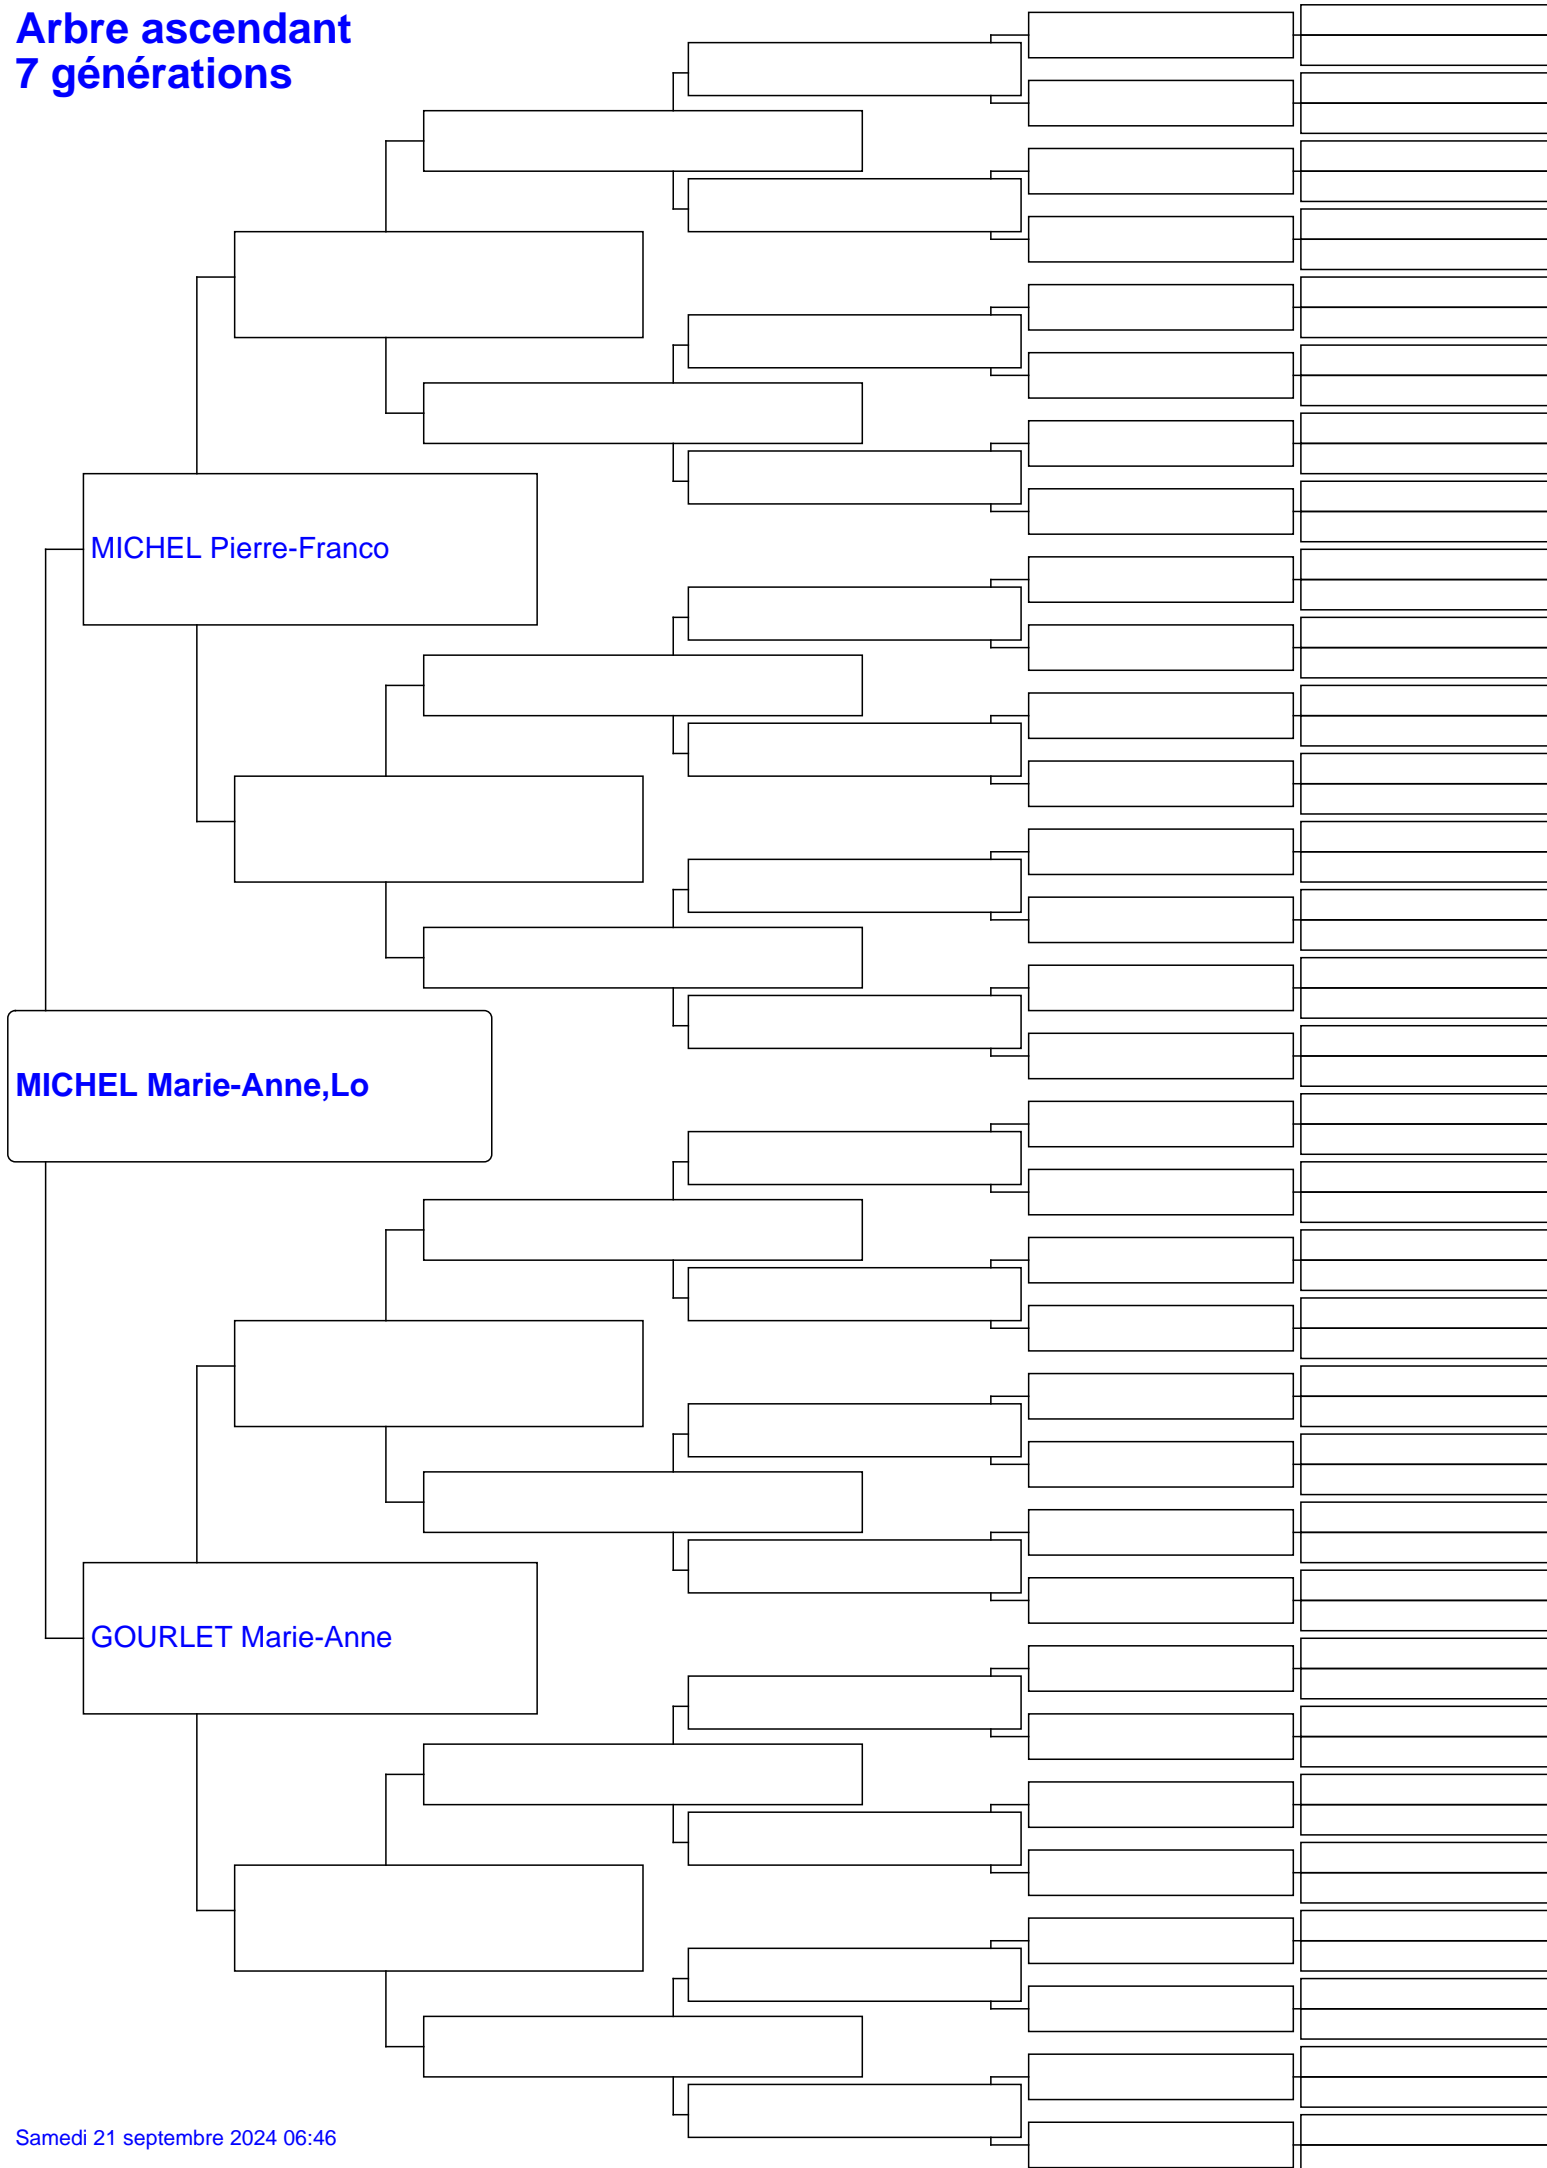 Arbre ascendant
7 générations
MICHEL Pierre-Franco
MICHEL Marie-Anne,Lo
GOURLET Marie-Anne
Samedi 21 septembre 2024 06:46